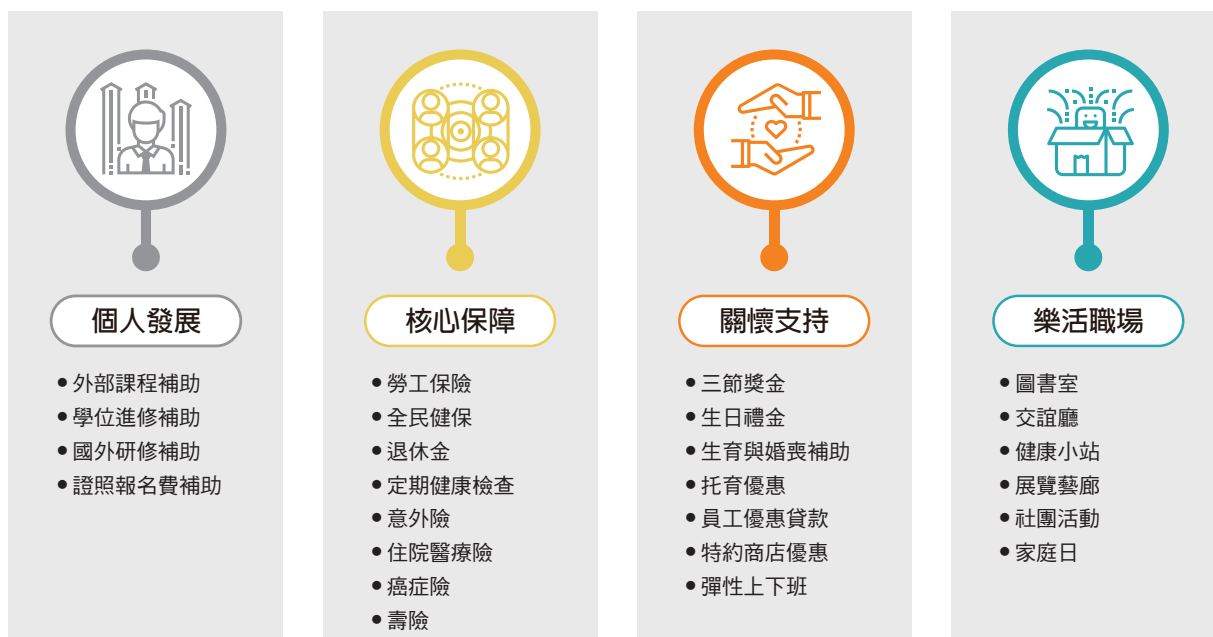 個人發展
• 外部課程補助
• 學位進修補助
• 國外研修補助
• 證照報名費補助
核心保障
• 勞工保險
• 全民健保
• 退休金
• 定期健康檢查
• 意外險
• 住院醫療險
• 癌症險
• 壽險
關懷支持
• 三節獎金
• 生日禮金
• 生育與婚喪補助
• 托育優惠
• 員工優惠貸款
• 特約商店優惠
• 彈性上下班
樂活職場
• 圖書室
• 交誼廳
• 健康小站
• 展覽藝廊
• 社團活動
• 家庭日